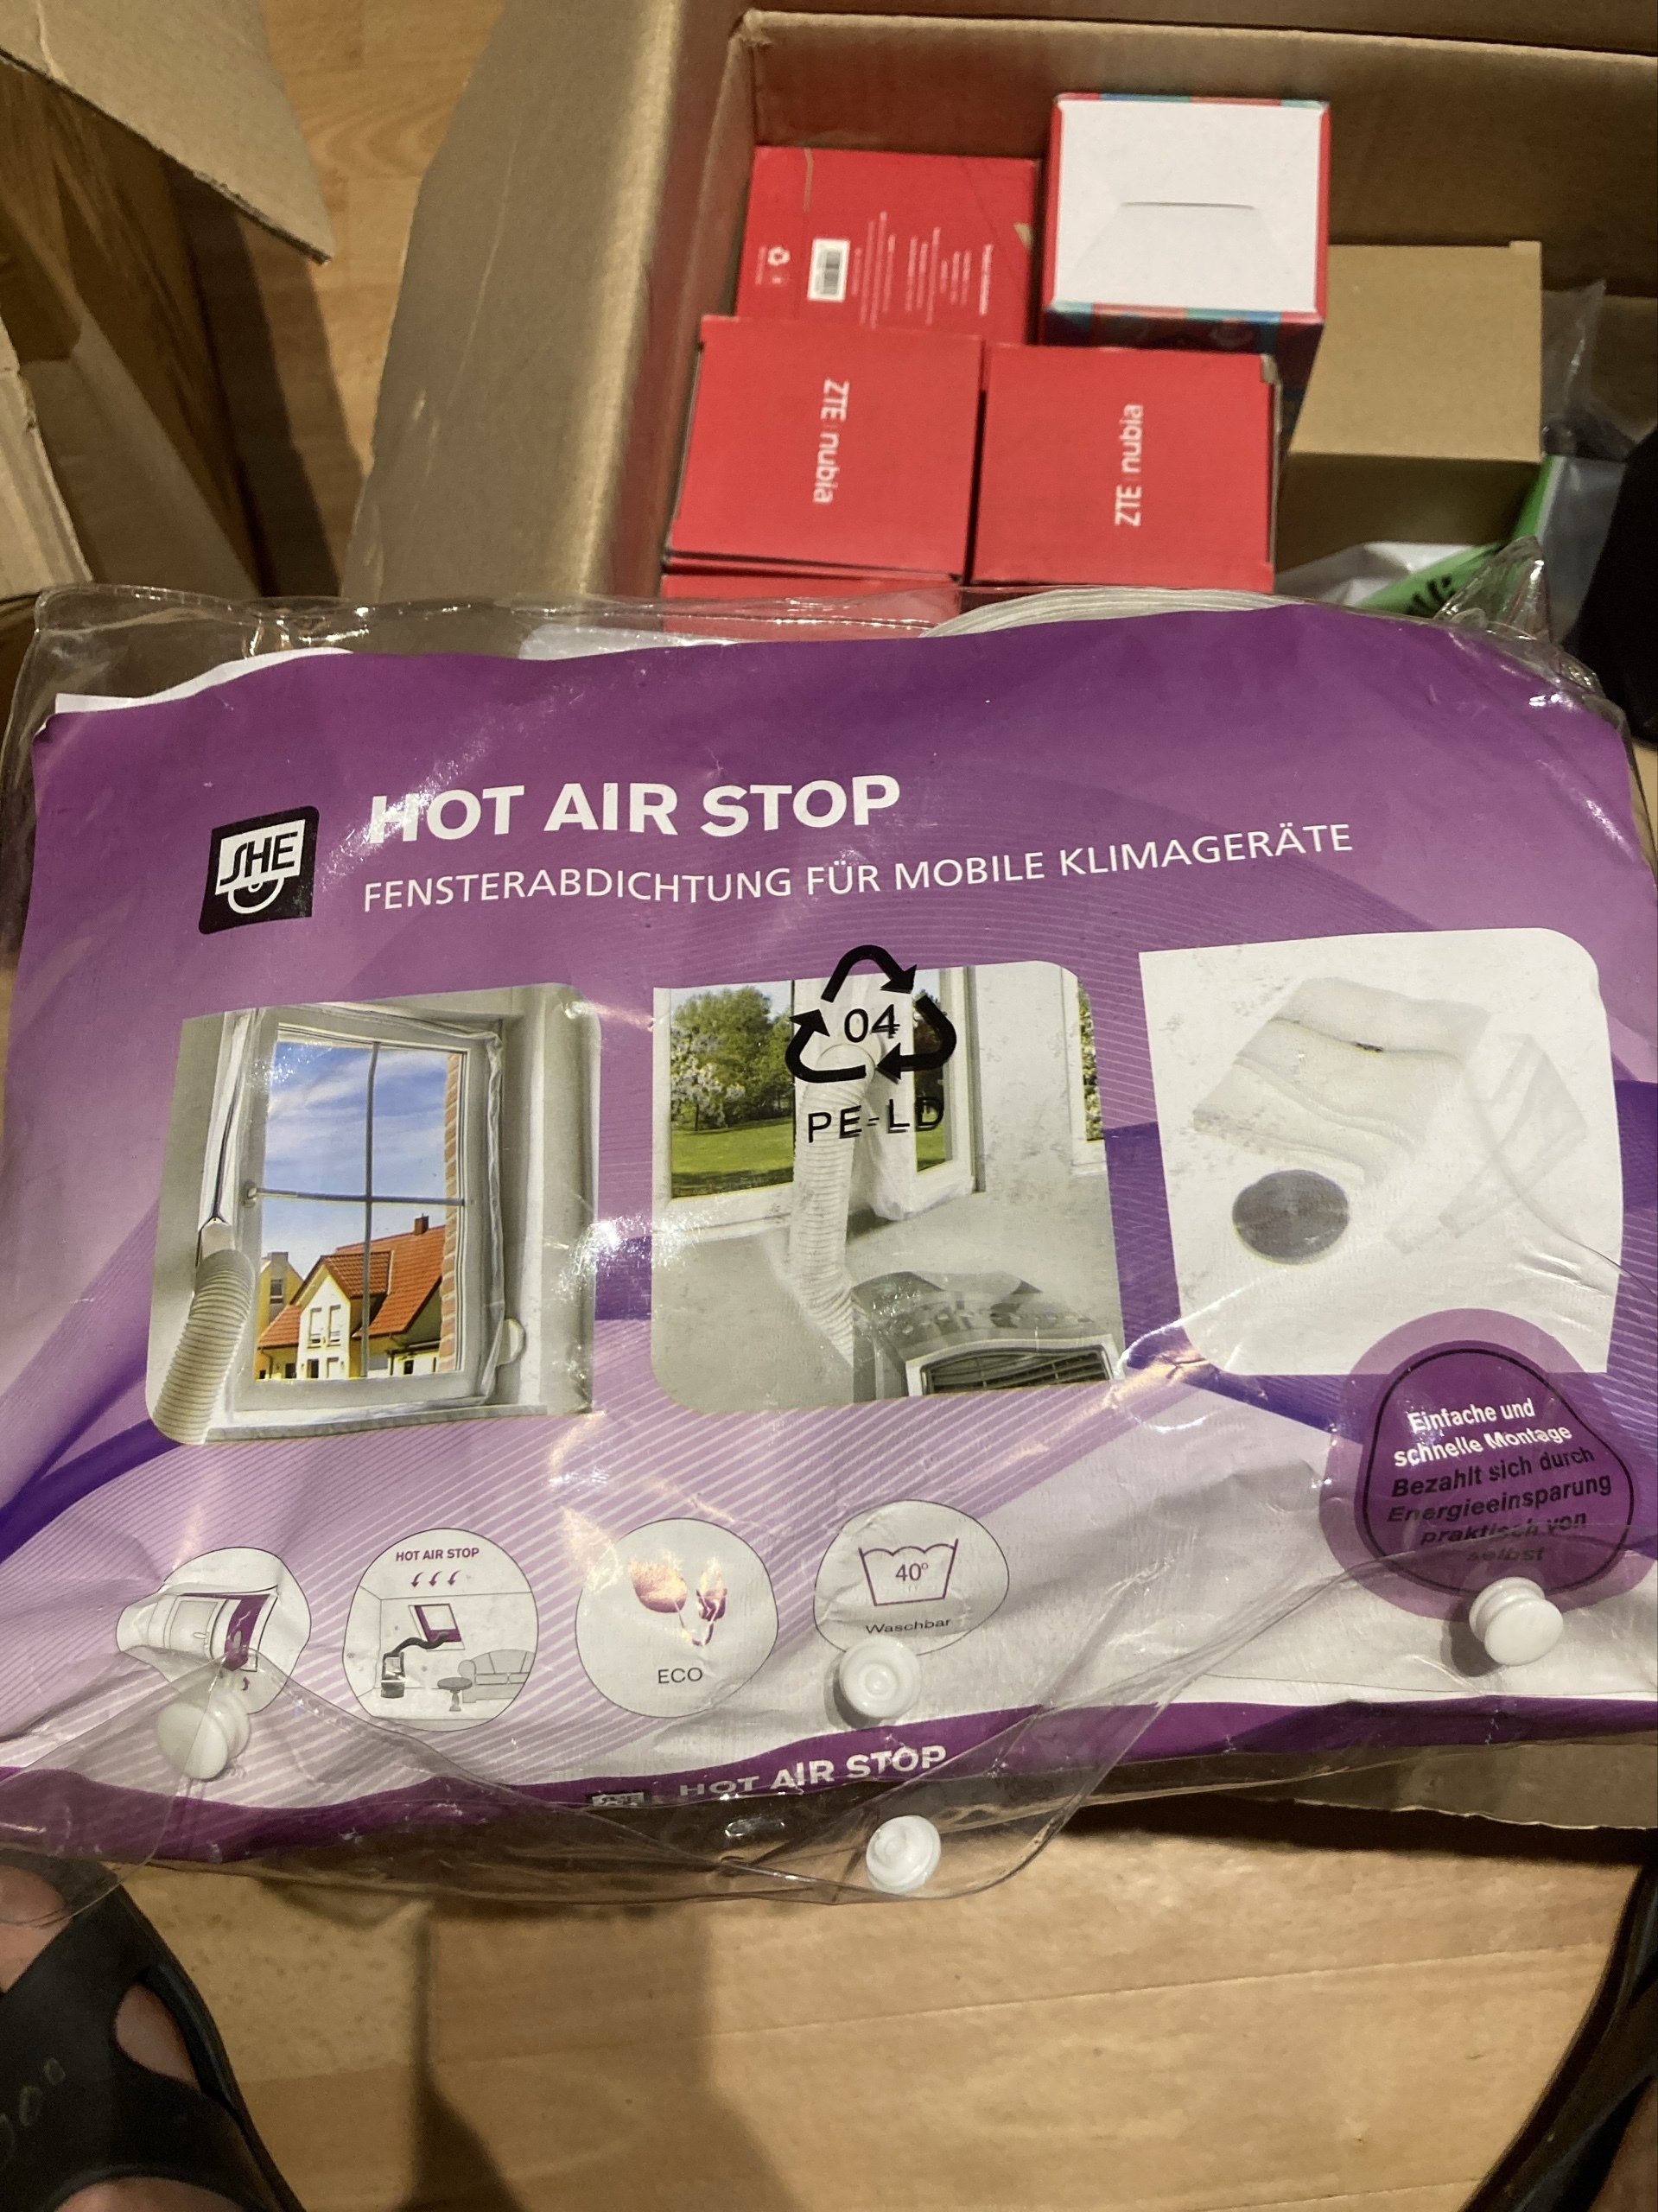 ZTE nubia
ZTE nubia
SHE
HOT AIR STOP
FENSTERABDICHTUNG FÜR MOBILE KLIMAGERÄTE
04
PE-LD
Einfache und
schnelle Montage
Bezahlt sich durch
Energieeinsparung
praktisch von
selbst
HOT AIR STOP
ECO
40°
Waschbar
SHE HOT AIR STOP